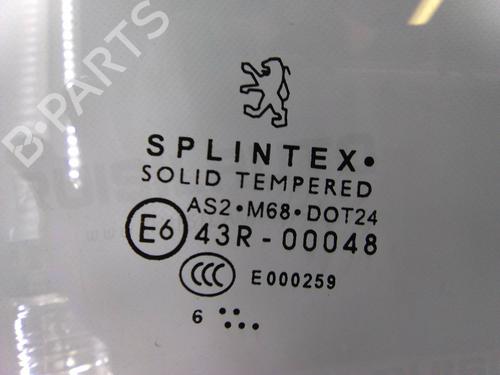 B-PARTS
SPLINTEX•
SOLID TEMPERED
AS2•M68•DOT24
E6 43R-00048
CCC E000259
6